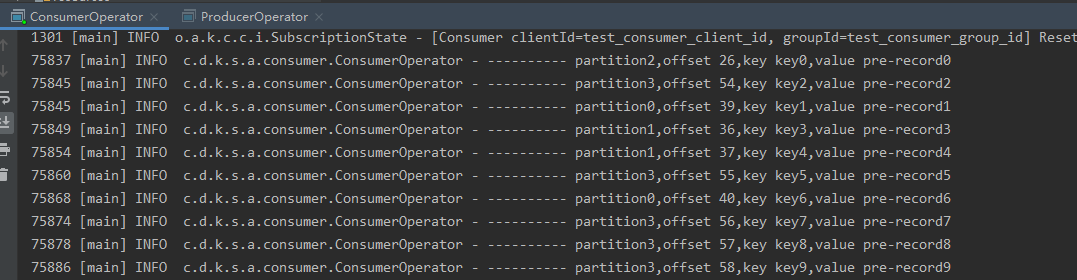 ConsumerOperator × ProducerOperator ×
1301 [main] INFO  o.a.k.c.c.i.SubscriptionState - [Consumer clientId=test_consumer_client_id, groupId=test_consumer_group_id] Reset
75837 [main] INFO  c.d.k.s.a.consumer.ConsumerOperator - ----------- partition2,offset 26,key key0,value pre-record0
75845 [main] INFO  c.d.k.s.a.consumer.ConsumerOperator - ----------- partition3,offset 54,key key2,value pre-record2
75845 [main] INFO  c.d.k.s.a.consumer.ConsumerOperator - ----------- partition0,offset 39,key key1,value pre-record1
75849 [main] INFO  c.d.k.s.a.consumer.ConsumerOperator - ----------- partition1,offset 36,key key3,value pre-record3
75854 [main] INFO  c.d.k.s.a.consumer.ConsumerOperator - ----------- partition1,offset 37,key key4,value pre-record4
75860 [main] INFO  c.d.k.s.a.consumer.ConsumerOperator - ----------- partition3,offset 55,key key5,value pre-record5
75868 [main] INFO  c.d.k.s.a.consumer.ConsumerOperator - ----------- partition0,offset 40,key key6,value pre-record6
75874 [main] INFO  c.d.k.s.a.consumer.ConsumerOperator - ----------- partition3,offset 56,key key7,value pre-record7
75878 [main] INFO  c.d.k.s.a.consumer.ConsumerOperator - ----------- partition3,offset 57,key key8,value pre-record8
75886 [main] INFO  c.d.k.s.a.consumer.ConsumerOperator - ----------- partition3,offset 58,key key9,value pre-record9